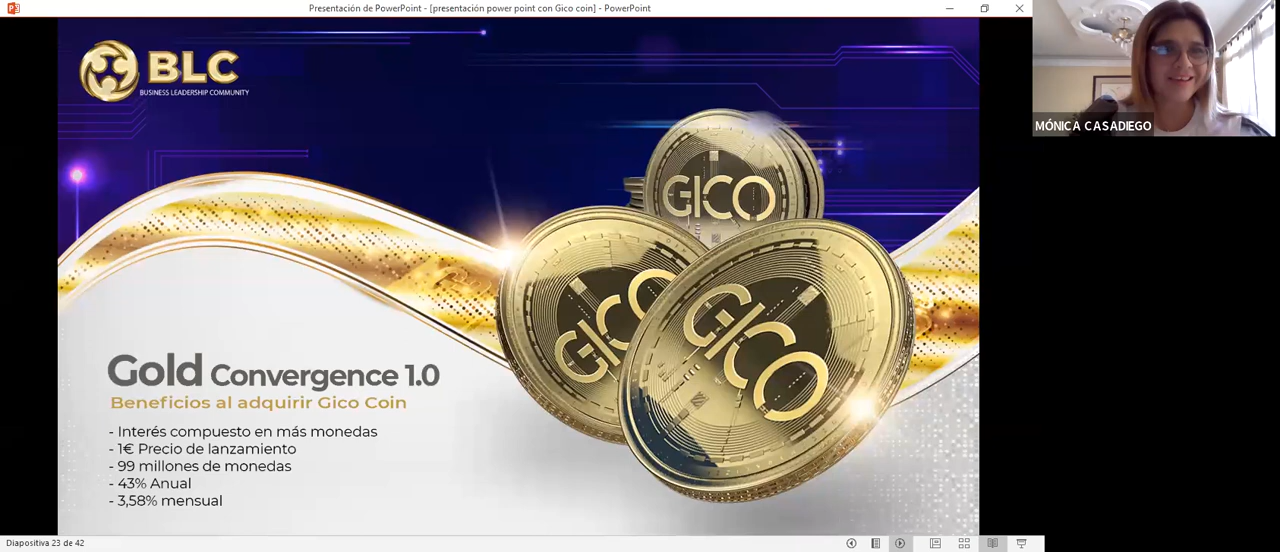 Presentación de PowerPoint - [presentación power point con Gico coin] - PowerPoint
BLC
BUSINESS LEADERSHIP COMMUNITY
MÓNICA CASADIEGO
GICO
GICO
GICO
Gold Convergence 1.0
Beneficios al adquirir Gico Coin
- Interés compuesto en más monedas
- 1€ Precio de lanzamiento
- 99 millones de monedas
- 43% Anual
- 3,58% mensual
Diapositiva 23 de 42